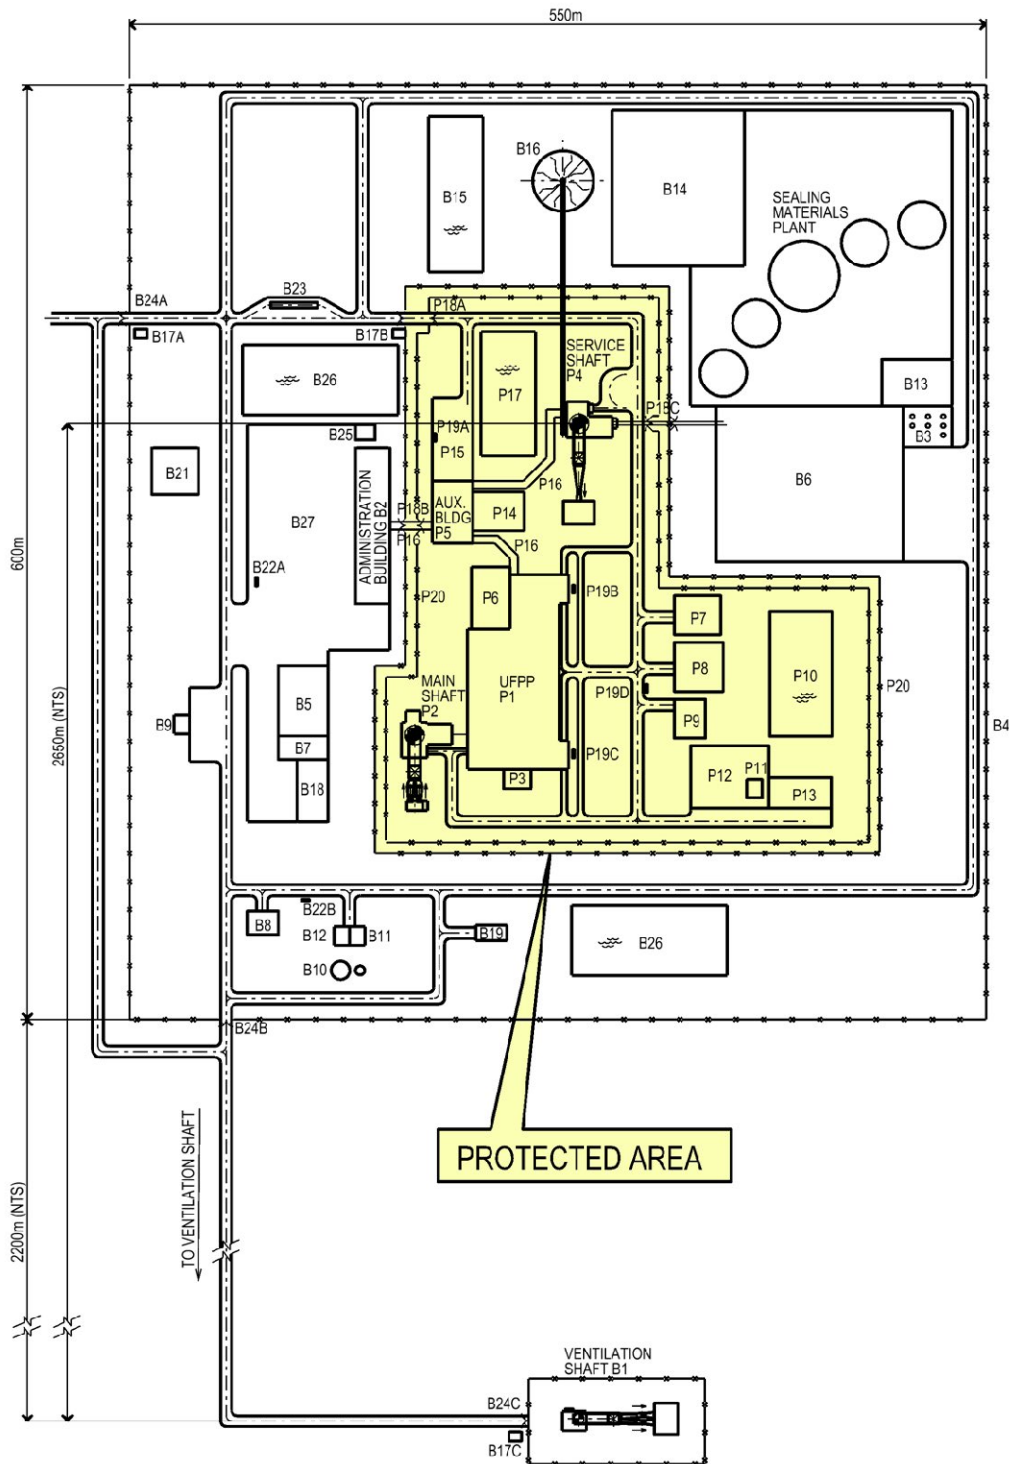 550m
B16
B15
B14
SEALING
MATERIALS
PLANT
B24A
B23
P18A
B17A
B17B
SERVICE
SHAFT
P4
B26
P17
B13
P18C
B3
B25
P19A
P15
B21
B6
P16
ADMINISTRATION
BUILDING B2
P18B
AUX.
BLDG
P5
P14
B27
P16
P16
600m
B22A
P20
P6
P19B
P7
P8
P10
MAIN
SHAFT
P2
UFPP
P1
P19D
P20
2650m (NTS)
B5
B9
P9
B4
B7
P19C
P12
P11
P3
B18
P13
B22B
B8
B12
B11
B19
B26
B10
B24B
TO VENTILATION SHAFT
PROTECTED AREA
2200m (NTS)
VENTILATION
SHAFT B1
B24C
B17C